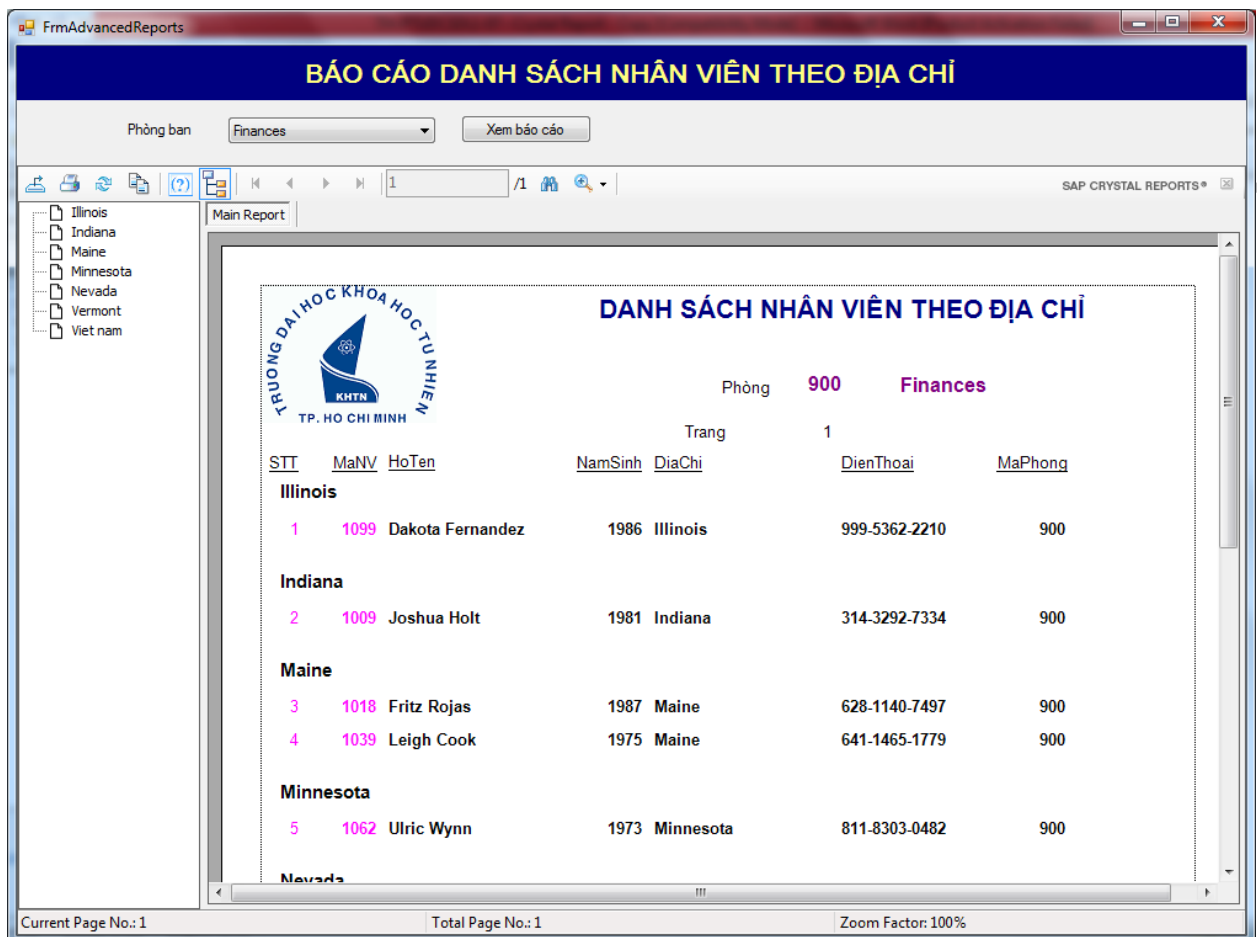 FrmAdvancedReports
BÁO CÁO DANH SÁCH NHÂN VIÊN THEO ĐỊA CHỈ
Phòng ban Finances Xem báo cáo
1 /1 SAP CRYSTAL REPORTS®
Illinois
Indiana
Maine
Minnesota
Nevada
Vermont
Viet nam
Main Report
TRUONG DAI HOC KHOA HOC TU NHIEN
KHTN
TP. HO CHI MINH
DANH SÁCH NHÂN VIÊN THEO ĐỊA CHỈ
Phòng 900 Finances
Trang 1
STT MaNV HoTen NamSinh DiaChi DienThoai MaPhong
Illinois
1 1099 Dakota Fernandez 1986 Illinois 999-5362-2210 900
Indiana
2 1009 Joshua Holt 1981 Indiana 314-3292-7334 900
Maine
3 1018 Fritz Rojas 1987 Maine 628-1140-7497 900
4 1039 Leigh Cook 1975 Maine 641-1465-1779 900
Minnesota
5 1062 Ulric Wynn 1973 Minnesota 811-8303-0482 900
Nevada
Current Page No.: 1 Total Page No.: 1 Zoom Factor: 100%